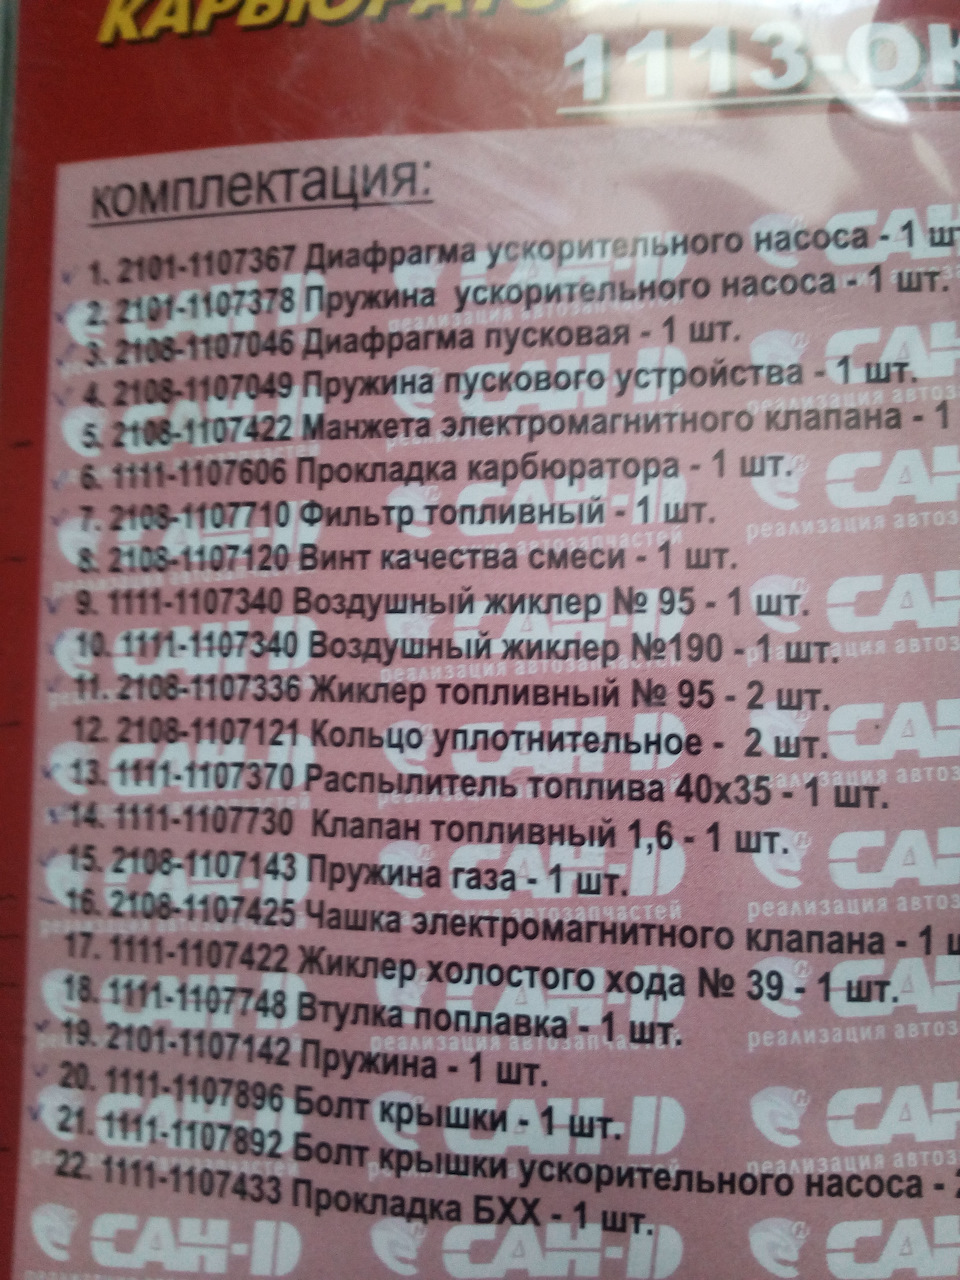 1113-ОК
комплектация:
1. 2101-1107367 Диафрагма ускорительного насоса - 1 шт
2. 2101-1107378 Пружина ускорительного насоса - 1 шт.
3. 2108-1107046 Диафрагма пусковая - 1 шт.
4. 2108-1107049 Пружина пускового устройства - 1 шт.
5. 2108-1107422 Манжета электромагнитного клапана - 1
6. 1111-1107606 Прокладка карбюратора - 1 шт.
7. 2108-1107710 Фильтр топливный - 1 шт.
8. 2108-1107120 Винт качества смеси - 1 шт.
9. 1111-1107340 Воздушный жиклер № 95 - 1 шт.
10. 1111-1107340 Воздушный жиклер №190 - 1 шт.
11. 2108-1107336 Жиклер топливный № 95 - 2 шт.
12. 2108-1107121 Кольцо уплотнительное - 2 шт.
13. 1111-1107370 Распылитель топлива 40х35 - 1 шт.
14. 1111-1107730 Клапан топливный 1,6 - 1 шт.
15. 2108-1107143 Пружина газа - 1 шт.
16. 2108-1107425 Чашка электромагнитного клапана - 1 ш
17. 1111-1107422 Жиклер холостого хода № 39 - 1 шт.
18. 1111-1107748 Втулка поплавка - 1 шт.
19. 2101-1107142 Пружина - 1 шт.
20. 1111-1107896 Болт крышки - 1 шт.
21. 1111-1107892 Болт крышки ускорительного насоса - 2
22. 1111-1107433 Прокладка БХХ - 1 шт.
САН-D
реализация автозапчастей